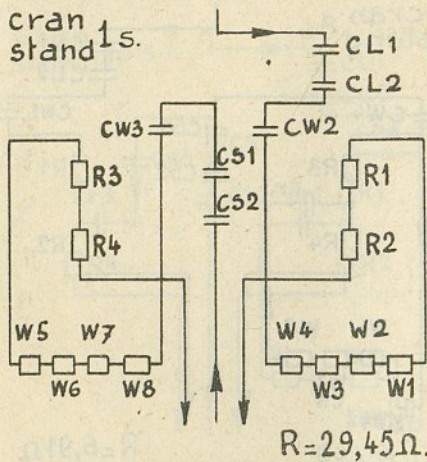 cran
stand 1s.
CL1
CL2
CW3
CW2
CS1
CS2
R3
R1
R4
R2
W5
W7
W4
W2
W6
W8
W3
W1
R=29,45Ω.